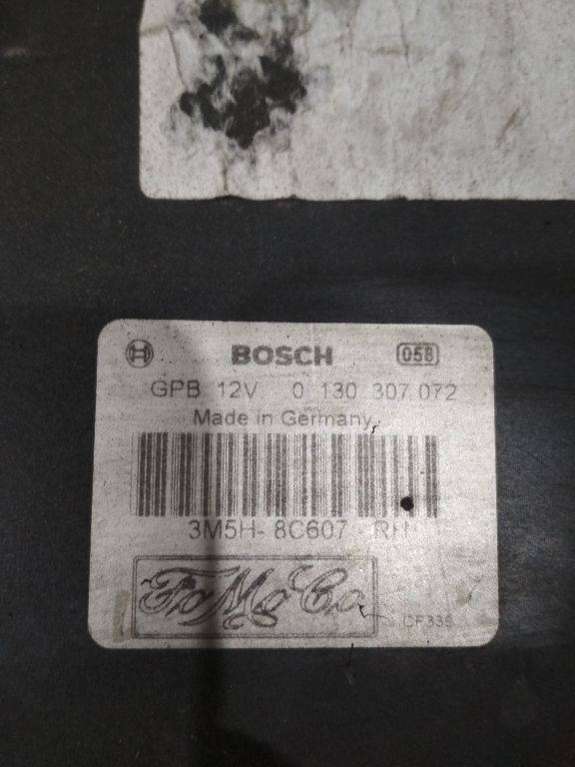 BOSCH 058
GPB 12V 0 130 307 072
Made in Germany
3M5H- 8C607 - RH
FoMoCo
CF335